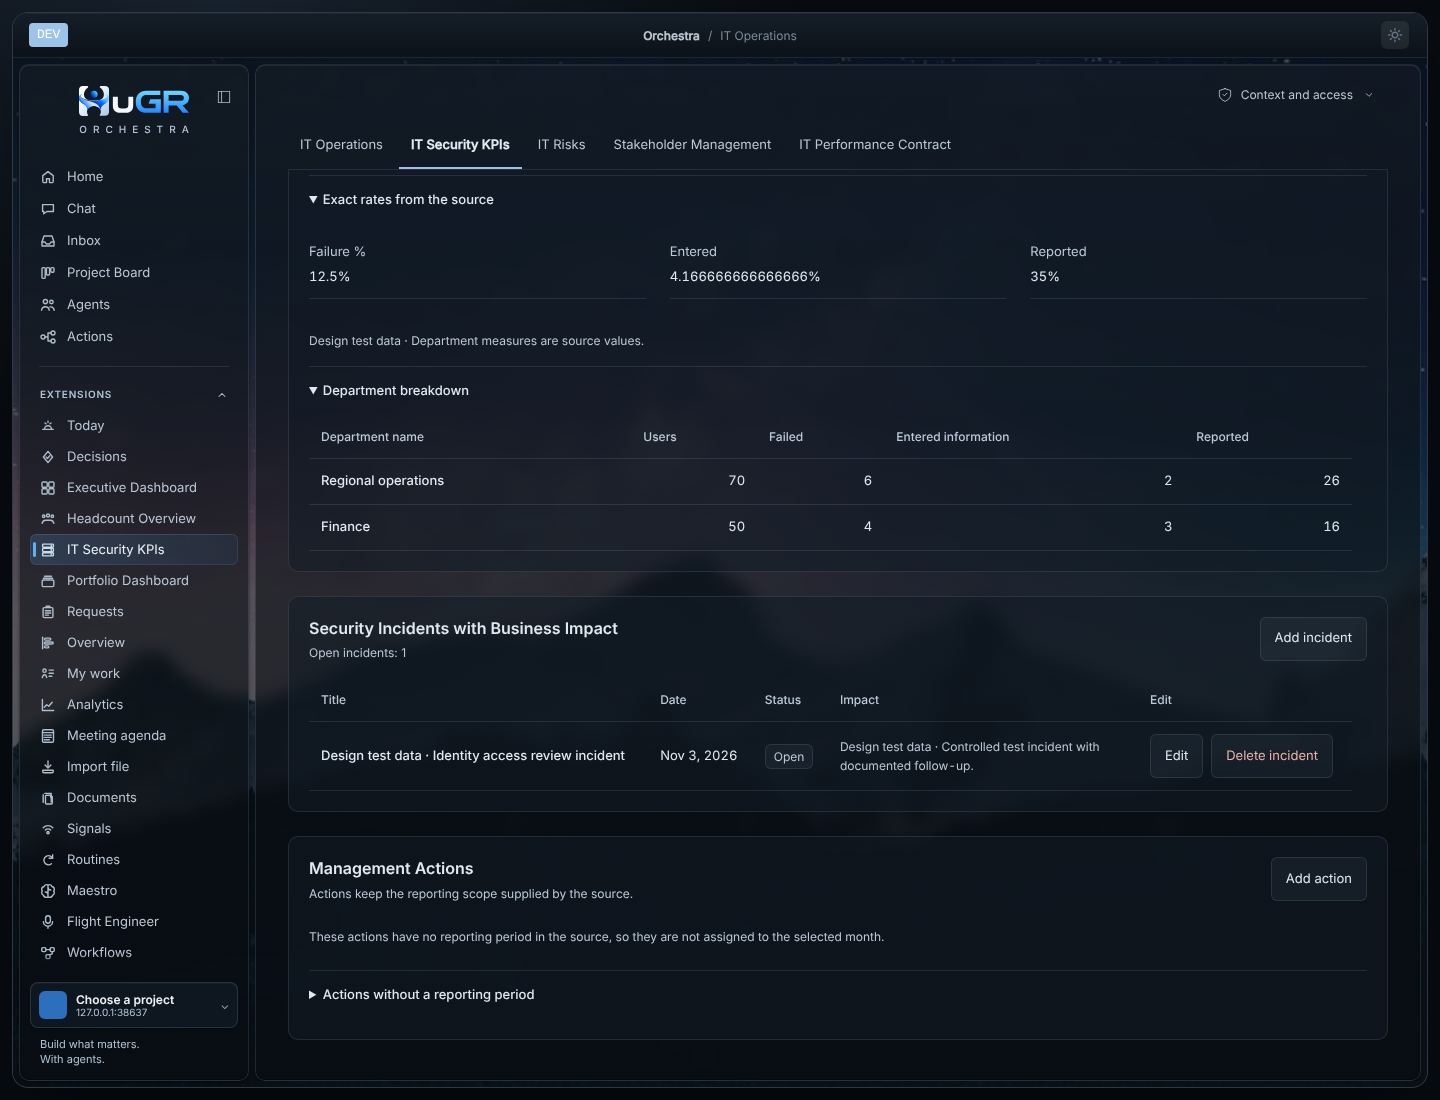 DEV
Orchestra / IT Operations
HuGR
ORCHESTRA
Context and access
Home
Chat
Inbox
Project Board
Agents
Actions
EXTENSIONS
Today
Decisions
Executive Dashboard
Headcount Overview
IT Security KPIs
Portfolio Dashboard
Requests
Overview
My work
Analytics
Meeting agenda
Import file
Documents
Signals
Routines
Maestro
Flight Engineer
Workflows
Choose a project
127.0.0.1:38637
Build what matters.
With agents.
IT Operations IT Security KPIs IT Risks Stakeholder Management IT Performance Contract
Exact rates from the source
Failure % Entered Reported
12.5% 4.166666666666666% 35%
Design test data · Department measures are source values.
Department breakdown
Department name Users Failed Entered information Reported
Regional operations 70 6 2 26
Finance 50 4 3 16
Security Incidents with Business Impact
Open incidents: 1
Add incident
Title Date Status Impact Edit
Design test data · Identity access review incident Nov 3, 2026 Open Design test data · Controlled test incident with documented follow-up. Edit Delete incident
Management Actions
Actions keep the reporting scope supplied by the source.
Add action
These actions have no reporting period in the source, so they are not assigned to the selected month.
Actions without a reporting period